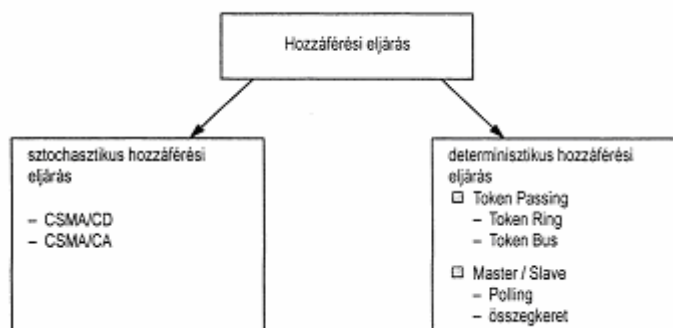 Hozzáférési eljárás
sztochasztikus hozzáférési
eljárás
– CSMA/CD
– CSMA/CA
determinisztikus hozzáférési
eljárás
☐ Token Passing
– Token Ring
– Token Bus
☐ Master / Slave
– Polling
– összegkeret